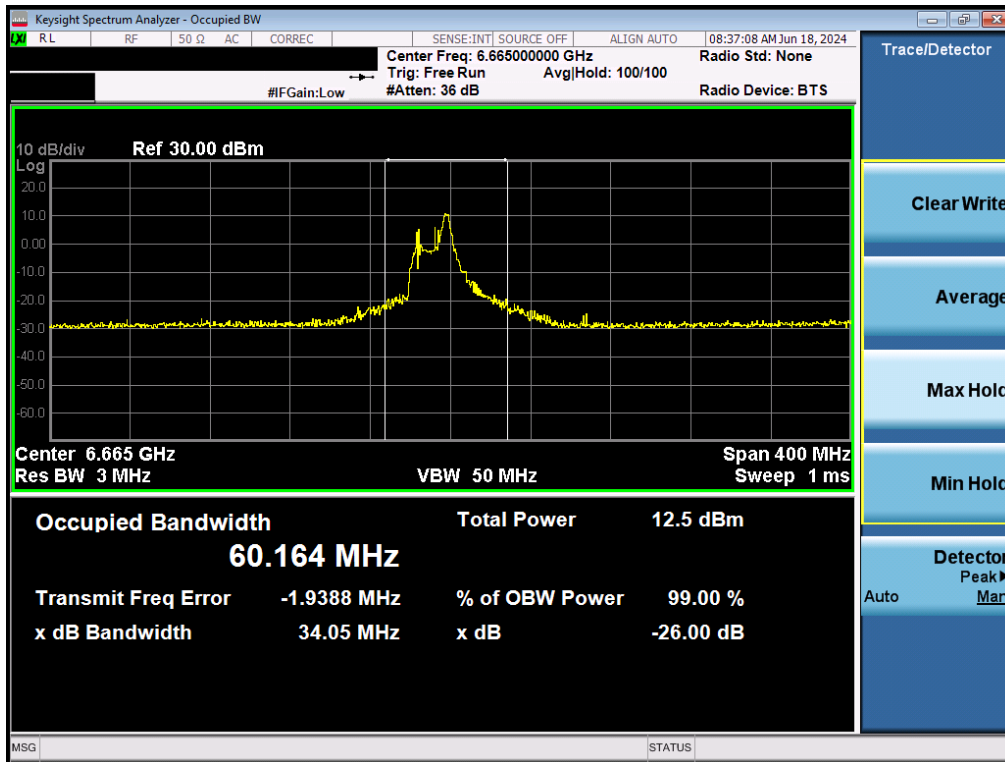 Keysight Spectrum Analyzer - Occupied BW
LXI RL RF 50 Ω AC CORREC SENSE:INT SOURCE OFF ALIGN AUTO 08:37:08 AM Jun 18, 2024
Center Freq: 6.665000000 GHz Radio Std: None
Trig: Free Run Avg|Hold: 100/100
#IFGain:Low #Atten: 36 dB Radio Device: BTS
Trace/Detector
10 dB/div Ref 30.00 dBm
Log
20.0
10.0
0.00
-10.0
-20.0
-30.0
-40.0
-50.0
-60.0
Center 6.665 GHz Span 400 MHz
Res BW 3 MHz VBW 50 MHz Sweep 1 ms
Occupied Bandwidth Total Power 12.5 dBm
60.164 MHz
Transmit Freq Error -1.9388 MHz % of OBW Power 99.00 %
x dB Bandwidth 34.05 MHz x dB -26.00 dB
Clear Write
Average
Max Hold
Min Hold
Detector
Peak
Auto Man
MSG STATUS